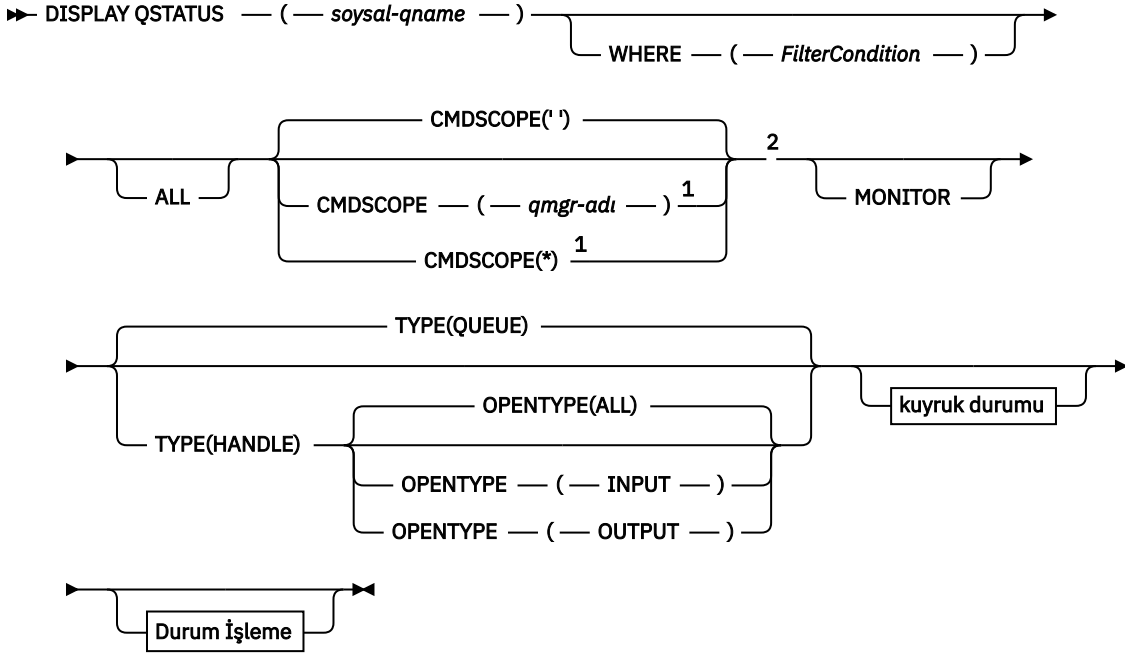 DISPLAY QSTATUS ( soysal-qname )
WHERE ( FilterCondition )
CMDSCOPE(' ')
2
ALL
CMDSCOPE ( qmgr-adı ) 1
MONITOR
CMDSCOPE(*) 1
TYPE(QUEUE)
OPENTYPE(ALL)
kuyruk durumu
TYPE(HANDLE)
OPENTYPE ( INPUT )
OPENTYPE ( OUTPUT )
Durum İşleme